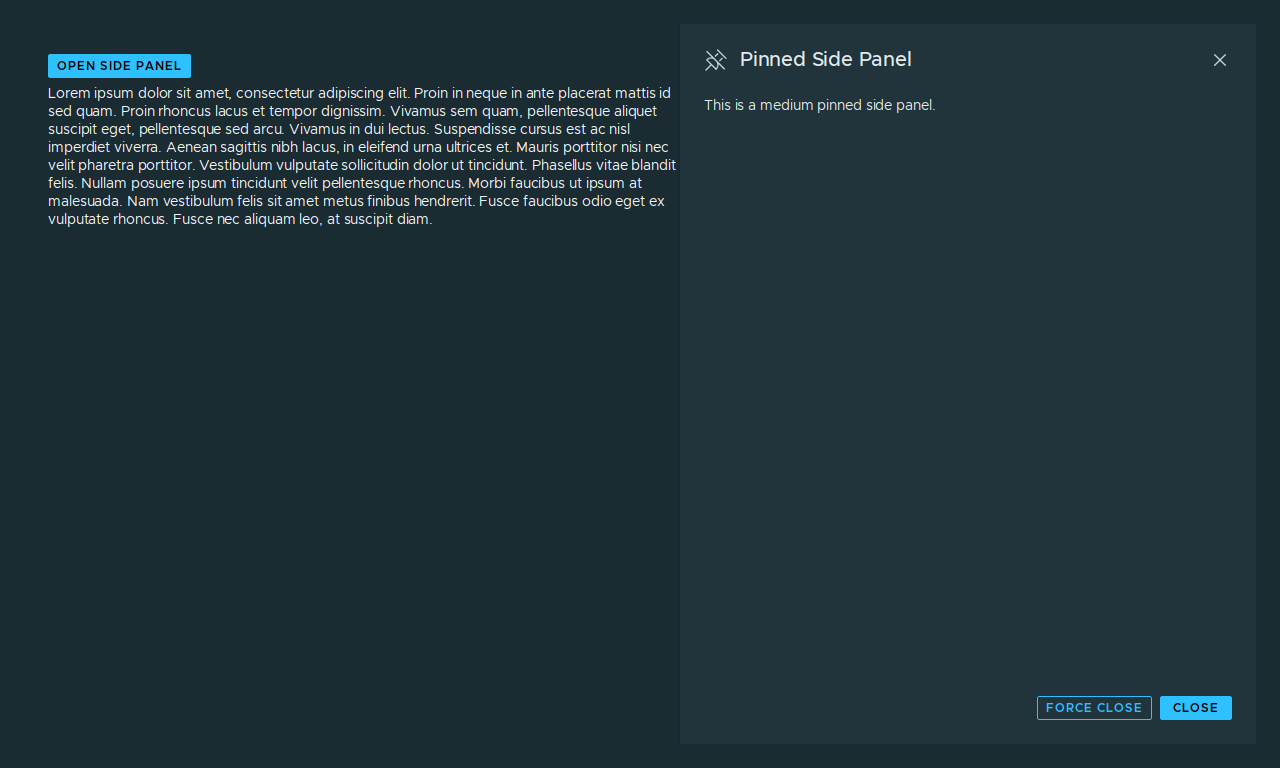 OPEN SIDE PANEL
Lorem ipsum dolor sit amet, consectetur adipiscing elit. Proin in neque in ante placerat mattis id
sed quam. Proin rhoncus lacus et tempor dignissim. Vivamus sem quam, pellentesque aliquet
suscipit eget, pellentesque sed arcu. Vivamus in dui lectus. Suspendisse cursus est ac nisl
imperdiet viverra. Aenean sagittis nibh lacus, in eleifend urna ultrices et. Mauris porttitor nisi nec
velit pharetra porttitor. Vestibulum vulputate sollicitudin dolor ut tincidunt. Phasellus vitae blandit
felis. Nullam posuere ipsum tincidunt velit pellentesque rhoncus. Morbi faucibus ut ipsum at
malesuada. Nam vestibulum felis sit amet metus finibus hendrerit. Fusce faucibus odio eget ex
vulputate rhoncus. Fusce nec aliquam leo, at suscipit diam.
Pinned Side Panel
This is a medium pinned side panel.
FORCE CLOSE
CLOSE